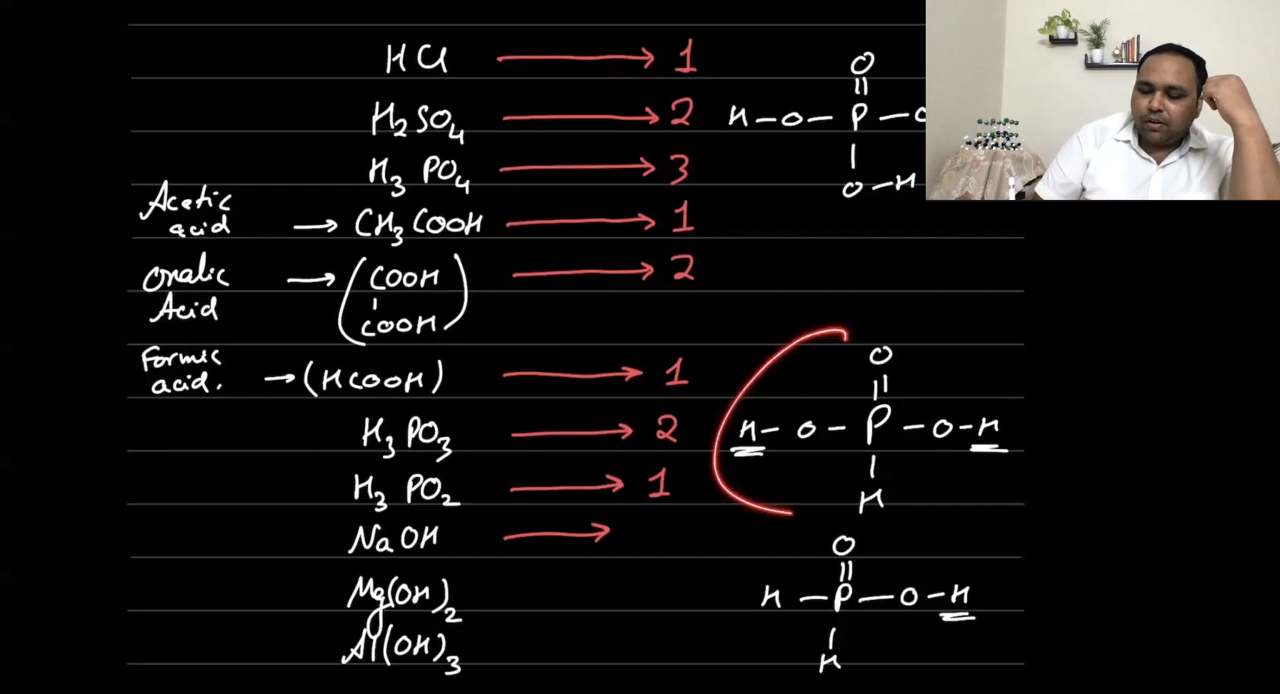 HCl → 1
H₂SO₄ → 2
H₃PO₄ → 3
Acetic acid → CH₃COOH → 1
Onalic Acid → (COOH
COOH) → 2
Formic acid. → (HCOOH) → 1
H₃PO₃ → 2
H₃PO₂ → 1
NaOH →
Mg(OH)₂
Al(OH)₃
O
||
H–O–P–O
|
O–H
O
||
H–O–P–O–H
|
H
O
||
H–P–O–H
|
H